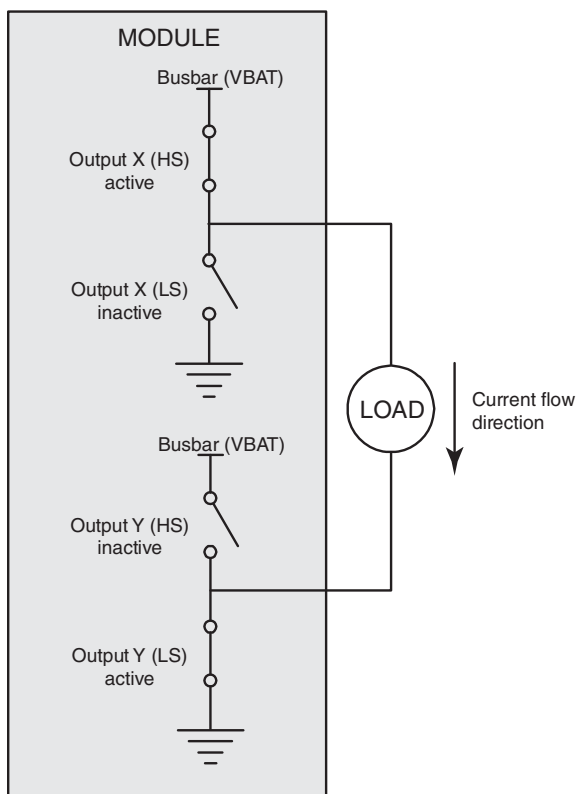 MODULE
Busbar (VBAT)
Output X (HS)
active
Output X (LS)
inactive
LOAD
Current flow
direction
Busbar (VBAT)
Output Y (HS)
inactive
Output Y (LS)
active